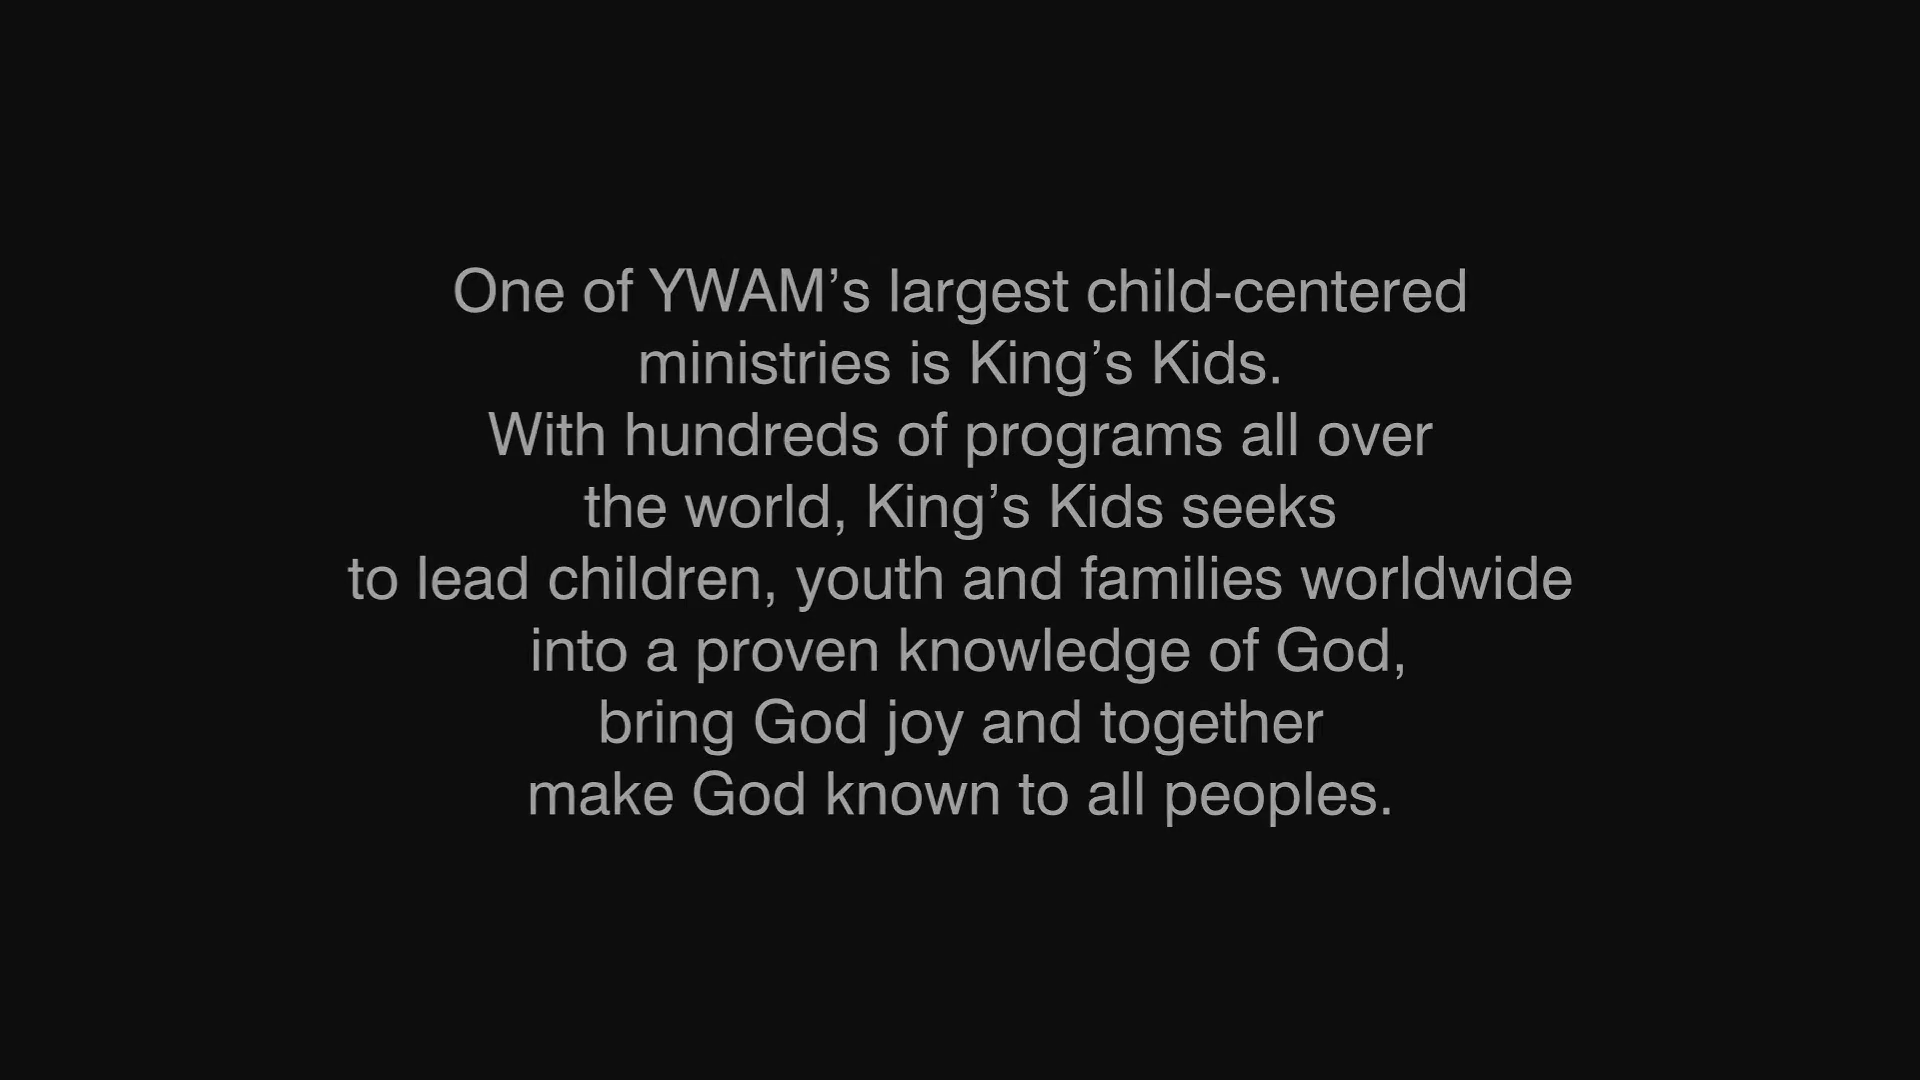 One of YWAM’s largest child-centered
ministries is King’s Kids.
With hundreds of programs all over
the world, King’s Kids seeks
to lead children, youth and families worldwide
into a proven knowledge of God,
bring God joy and together
make God known to all peoples.